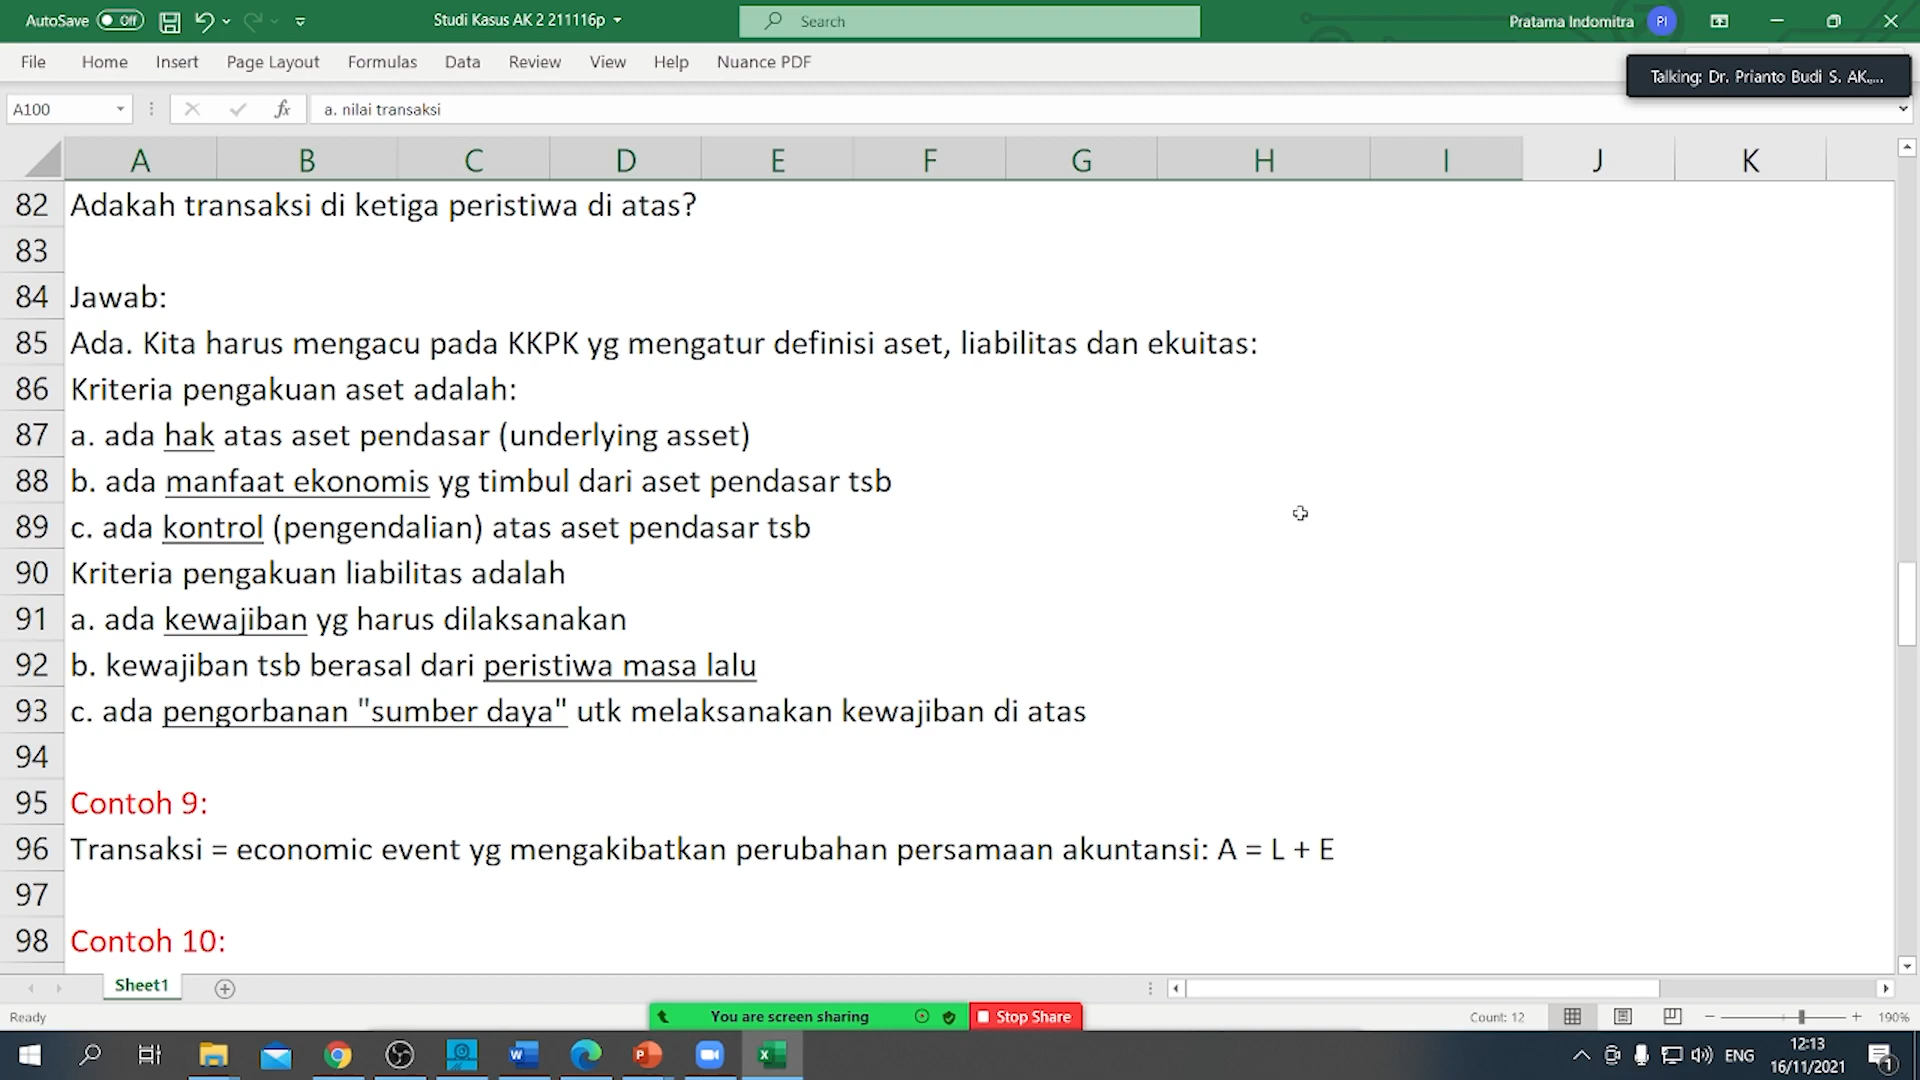 AutoSave Off Studi Kasus AK 2 211116p Search Pratama Indomitra PI
File Home Insert Page Layout Formulas Data Review View Help Nuance PDF
Talking: Dr. Prianto Budi S. AK,...
A100 fx a. nilai transaksi
A B C D E F G H I J K
82 Adakah transaksi di ketiga peristiwa di atas?
83
84 Jawab:
85 Ada. Kita harus mengacu pada KKPK yg mengatur definisi aset, liabilitas dan ekuitas:
86 Kriteria pengakuan aset adalah:
87 a. ada hak atas aset pendasar (underlying asset)
88 b. ada manfaat ekonomis yg timbul dari aset pendasar tsb
89 c. ada kontrol (pengendalian) atas aset pendasar tsb
90 Kriteria pengakuan liabilitas adalah
91 a. ada kewajiban yg harus dilaksanakan
92 b. kewajiban tsb berasal dari peristiwa masa lalu
93 c. ada pengorbanan "sumber daya" utk melaksanakan kewajiban di atas
94
95 Contoh 9:
96 Transaksi = economic event yg mengakibatkan perubahan persamaan akuntansi: A = L + E
97
98 Contoh 10:
Sheet1
Ready You are screen sharing Stop Share Count: 12 190%
ENG 12:13
16/11/2021 1